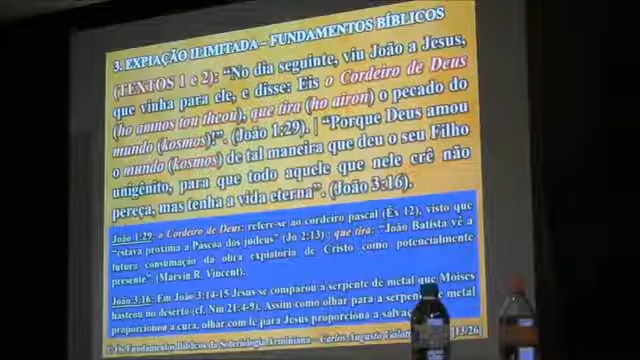 3. EXPIAÇÃO ILIMITADA – FUNDAMENTOS BÍBLICOS
(TEXTOS 1 e 2): “No dia seguinte, viu João a Jesus,
que vinha para ele, e disse: Eis o Cordeiro de Deus
(ho amnos tou theou), que tira (ho airon) o pecado do
mundo (kosmos)!”. (João 1:29). | “Porque Deus amou
o mundo (kosmos) de tal maneira que deu o seu Filho
unigênito, para que todo aquele que nele crê não
pereça, mas tenha a vida eterna”. (João 3:16).
João 1:29: o Cordeiro de Deus: refere-se ao cordeiro pascal (Êx 12), visto que
“estava próxima a Páscoa dos judeus” (Jo 2:13) ; que tira: “João Batista vê a
futura consumação da obra expiatória de Cristo como potencialmente
presente”. (Marvin R. Vincent).
João 3:16: Em João 3:14-15 Jesus se comparou à serpente de metal que Moisés
hasteou no deserto (cf. Nm 21:4-9). Assim como olhar para a serpente de metal
proporcionou a cura, olhar com fé para Jesus proporciona a
Os Fundamentos Bíblicos da Soteriologia Arminiana – Carlos Augusto 13/26